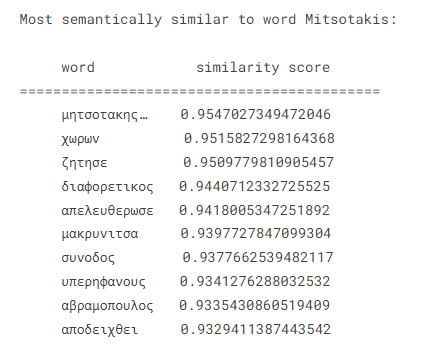 Most semantically similar to word Mitsotakis:
word similarity score
============================================
μητσοτακης… 0.9547027349472046
χωρων 0.9515827298164368
ζητησε 0.9509779810905457
διαφορετικος 0.9440712332725525
απελευθερωσε 0.9418005347251892
μακρυνιτσα 0.9397727847099304
συνοδος 0.9377662539482117
υπερηφανους 0.9341276288032532
αβραμοπουλος 0.9335430860519409
αποδειχθει 0.9329411387443542